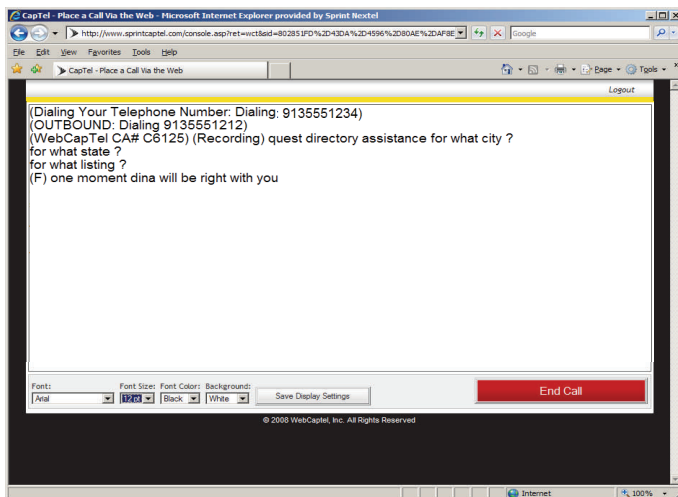 CapTel - Place a Call Via the Web - Microsoft Internet Explorer provided by Sprint Nextel
http://www.sprintcaptel.com/console.asp?ret=wct&sid=802851FD%2D43DA%2D4596%2D80AE%2DAF8E
Google
File Edit View Favorites Tools Help
CapTel - Place a Call Via the Web
Page Tools
Logout
(Dialing Your Telephone Number: Dialing: 9135551234)
(OUTBOUND: Dialing 9135551212)
(WebCapTel CA# C6125) (Recording) quest directory assistance for what city ?
for what state ?
for what listing ?
(F) one moment dina will be right with you
Font: Font Size: Font Color: Background:
Arial 12 pt Black White Save Display Settings End Call
© 2008 WebCaptel, Inc. All Rights Reserved
Internet 100%